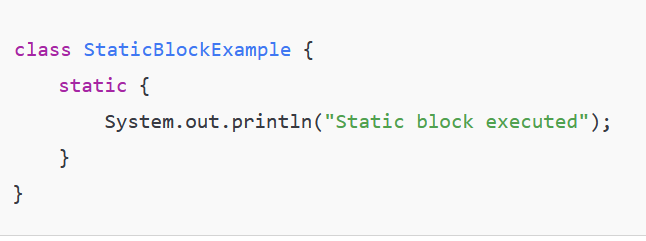 class StaticBlockExample {
    static {
        System.out.println("Static block executed");
    }
}